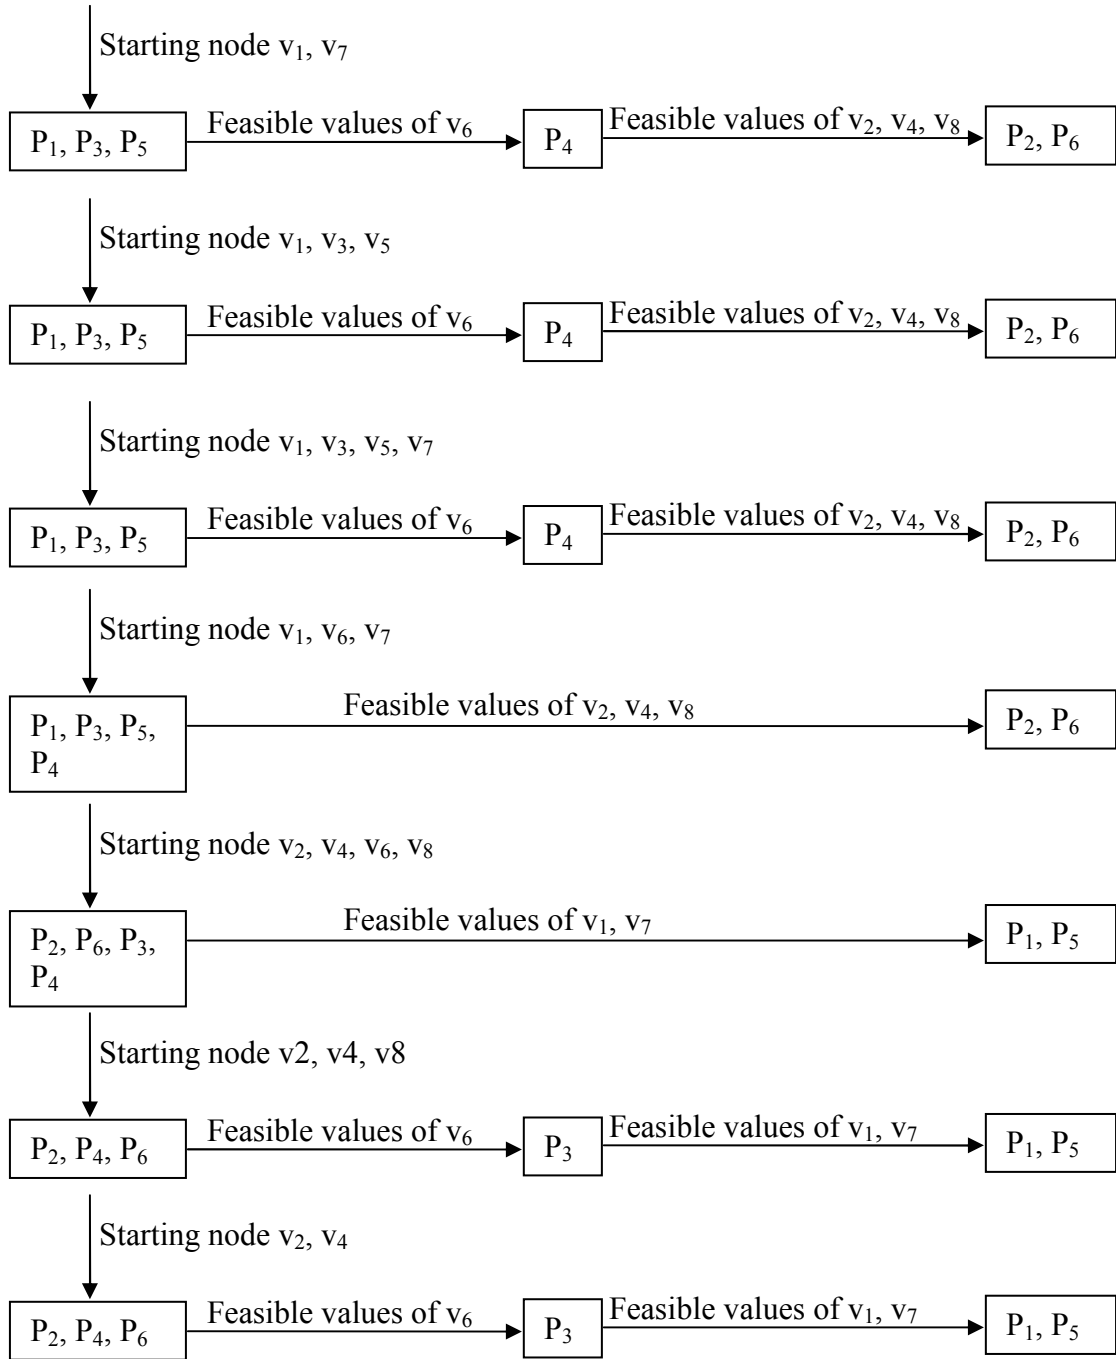 Starting node v₁, v₇
P₁, P₃, P₅
Feasible values of v₆
P₄
Feasible values of v₂, v₄, v₈
P₂, P₆
Starting node v₁, v₃, v₅
P₁, P₃, P₅
Feasible values of v₆
P₄
Feasible values of v₂, v₄, v₈
P₂, P₆
Starting node v₁, v₃, v₅, v₇
P₁, P₃, P₅
Feasible values of v₆
P₄
Feasible values of v₂, v₄, v₈
P₂, P₆
Starting node v₁, v₆, v₇
P₁, P₃, P₅,
P₄
Feasible values of v₂, v₄, v₈
P₂, P₆
Starting node v₂, v₄, v₆, v₈
P₂, P₆, P₃,
P₄
Feasible values of v₁, v₇
P₁, P₅
Starting node v2, v4, v8
P₂, P₄, P₆
Feasible values of v₆
P₃
Feasible values of v₁, v₇
P₁, P₅
Starting node v₂, v₄
P₂, P₄, P₆
Feasible values of v₆
P₃
Feasible values of v₁, v₇
P₁, P₅